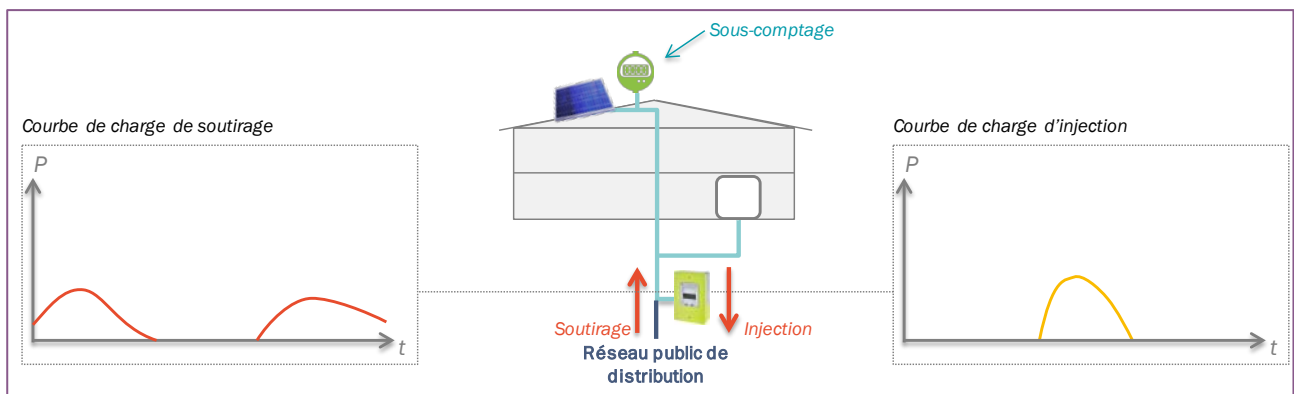 Sous-comptage
Courbe de charge de soutirage
Courbe de charge d'injection
P
P
t
t
Soutirage
Injection
Réseau public de
distribution